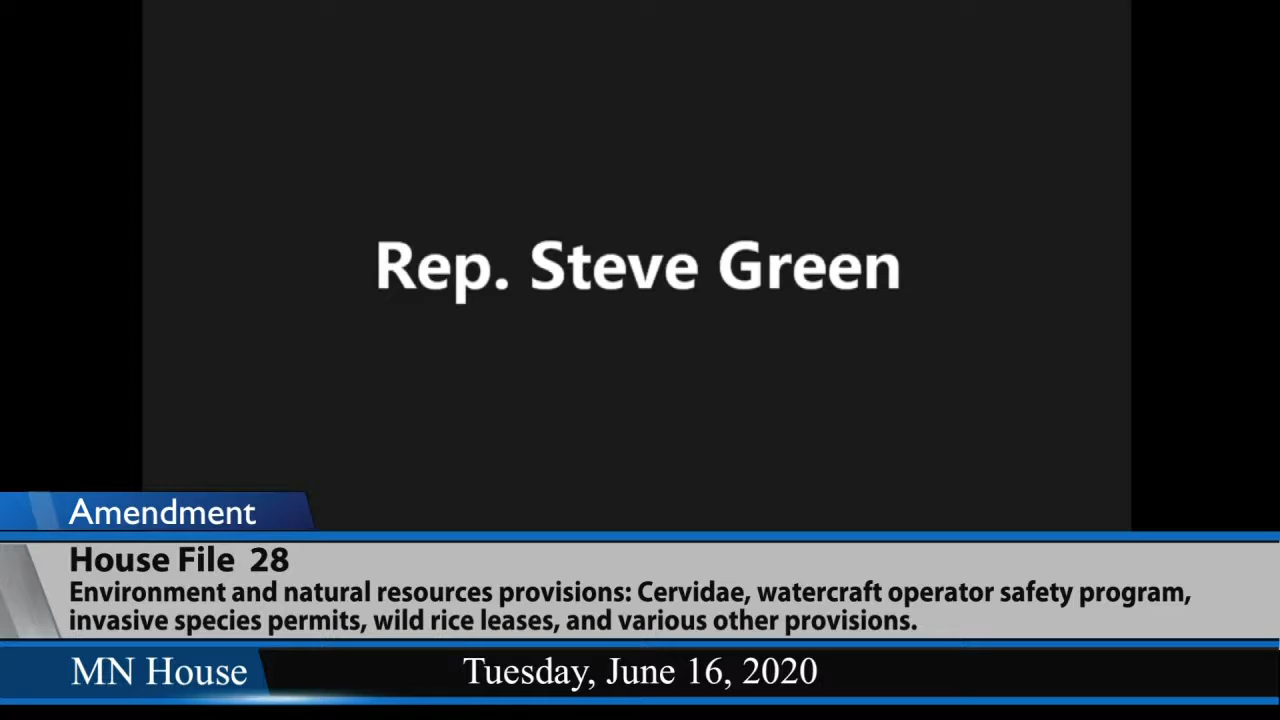 Rep. Steve Green
Amendment
House File 28
Environment and natural resources provisions: Cervidae, watercraft operator safety program,
invasive species permits, wild rice leases, and various other provisions.
MN House
Tuesday, June 16, 2020